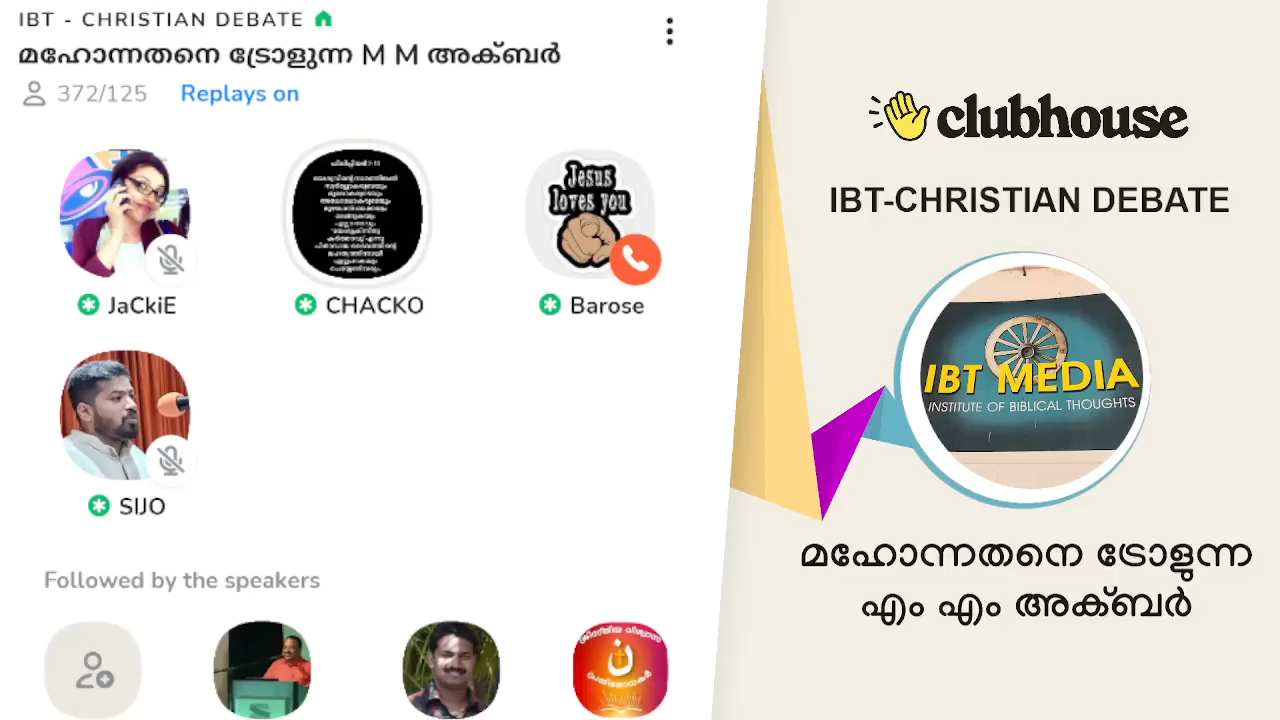 IBT - CHRISTIAN DEBATE
മഹോന്നതനെ ട്രോളുന്ന M M അക്ബർ
372/125 Replays on
Jesus
loves you
JaCkiE
CHACKO
Barose
SIJO
Followed by the speakers
ക്രിസ്തീയ വിശ്വാസ
clubhouse
IBT-CHRISTIAN DEBATE
IBT MEDIA
INSTITUTE OF BIBLICAL THOUGHTS
മഹോന്നതനെ ട്രോളുന്ന
എം എം അക്ബർ